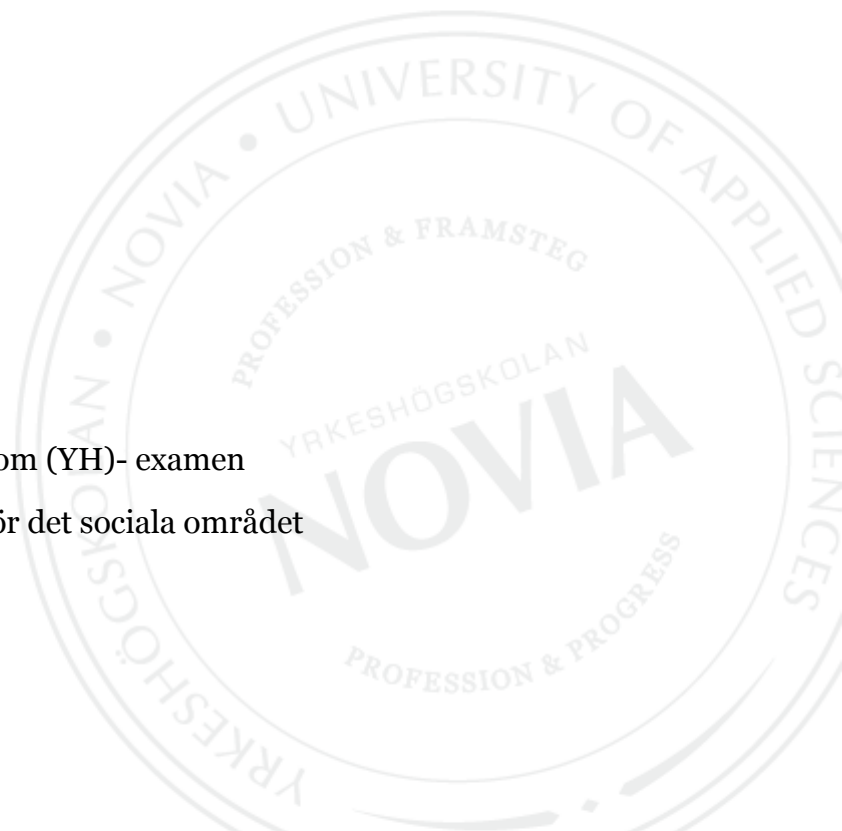 UNIVERSITY OF APPLIED SCIENCES
YRKESHÖGSKOLAN • NOVIA •
PROFESSION & FRAMSTEG
YRKESHÖGSKOLAN
NOVIA
PROFESSION & PROGRESS
om (YH)- examen
ör det sociala området